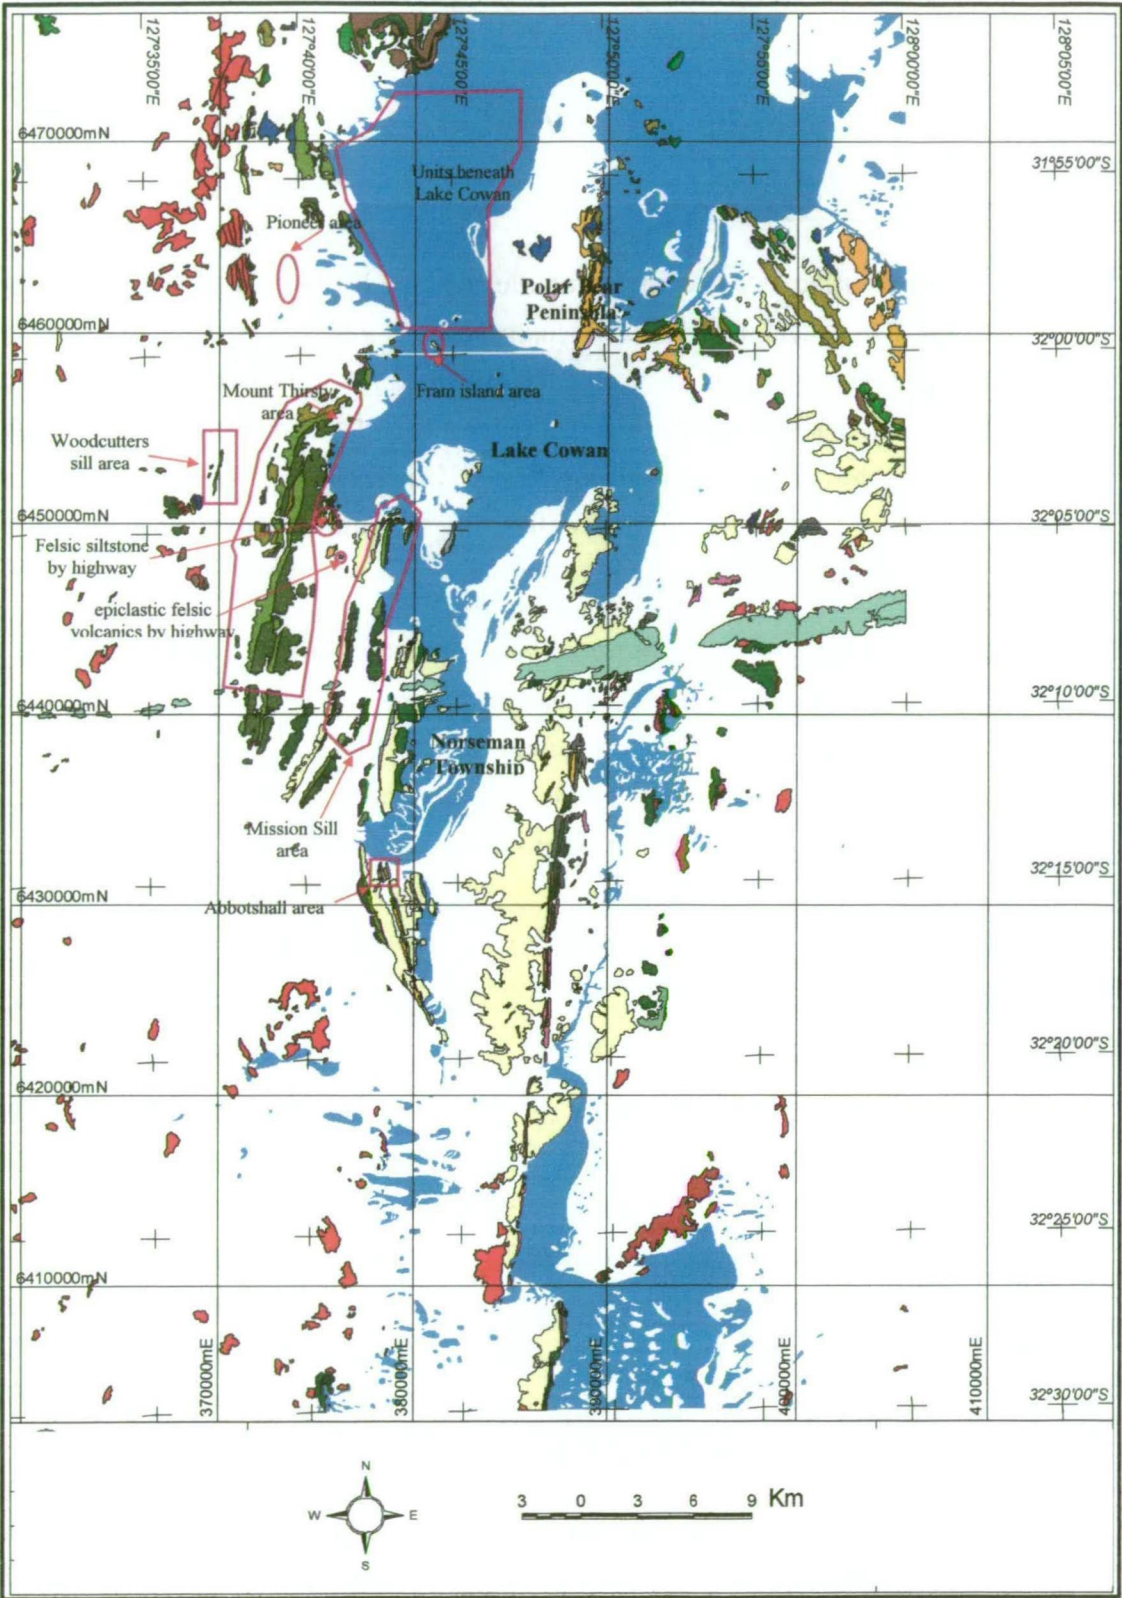 127°35'00"E
127°40'00"E
127°45'00"E
127°50'00"E
127°55'00"E
128°00'00"E
128°05'00"E
6470000mN
31°55'00"S
Units beneath
Lake Cowan
Pioneer area
Polar Bear
Peninsula
6460000mN
32°00'00"S
Mount Thirsty
area
Fram island area
Woodcutters
sill area
Lake Cowan
6450000mN
32°05'00"S
Felsic siltstone
by highway
epiclastic felsic
volcanics by highway
6440000mN
32°10'00"S
Norseman
Township
Mission Sill
area
32°15'00"S
6430000mN
Abbotshall area
32°20'00"S
6420000mN
32°25'00"S
6410000mN
370000mE
380000mE
390000mE
400000mE
410000mE
32°30'00"S
N
W E
S
3 0 3 6 9 Km